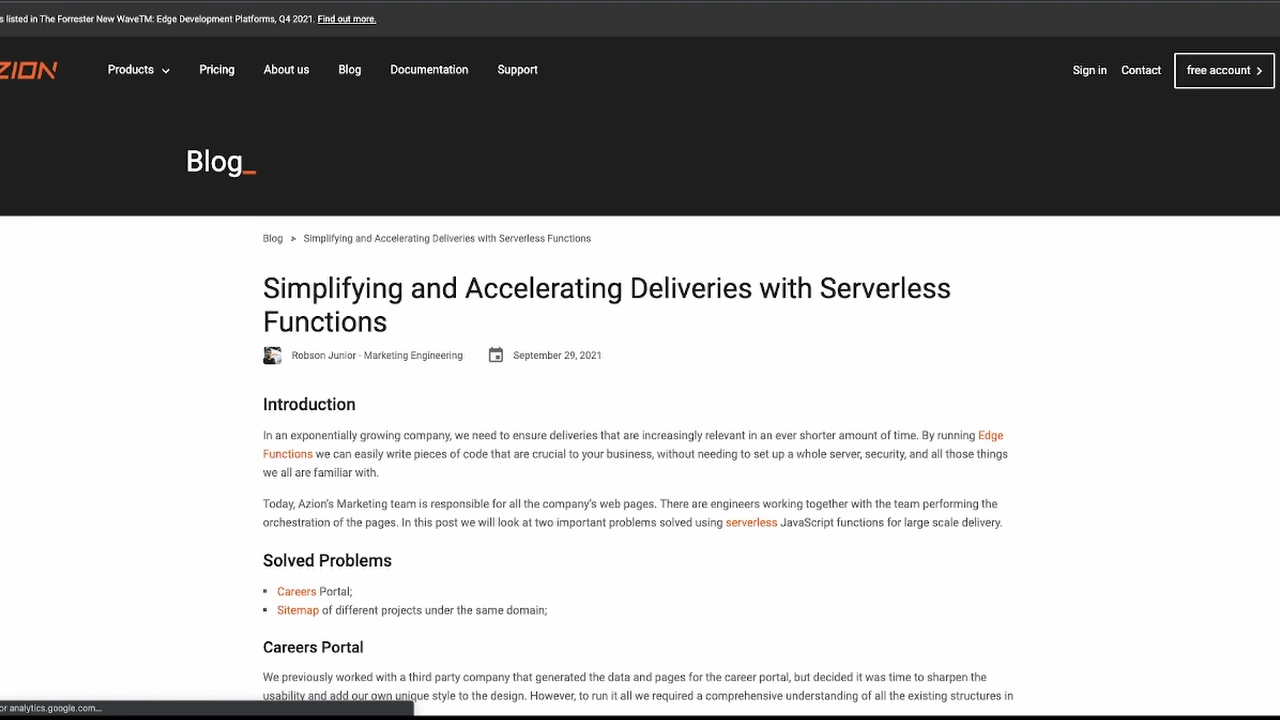 s listed in The Forrester New WaveTM: Edge Development Platforms, Q4 2021. Find out more.
ZION
Products Pricing About us Blog Documentation Support Sign in Contact free account >
Blog_
Blog > Simplifying and Accelerating Deliveries with Serverless Functions
Simplifying and Accelerating Deliveries with Serverless
Functions
Robson Junior - Marketing Engineering September 29, 2021
Introduction
In an exponentially growing company, we need to ensure deliveries that are increasingly relevant in an ever shorter amount of time. By running Edge
Functions we can easily write pieces of code that are crucial to your business, without needing to set up a whole server, security, and all those things
we all are familiar with.
Today, Azion's Marketing team is responsible for all the company's web pages. There are engineers working together with the team performing the
orchestration of the pages. In this post we will look at two important problems solved using serverless JavaScript functions for large scale delivery.
Solved Problems
▪ Careers Portal;
▪ Sitemap of different projects under the same domain;
Careers Portal
We previously worked with a third party company that generated the data and pages for the career portal, but decided it was time to sharpen the
usability and add our own unique style to the design. However, to run it all we required a comprehensive understanding of all the existing structures in
or analytics.google.com...